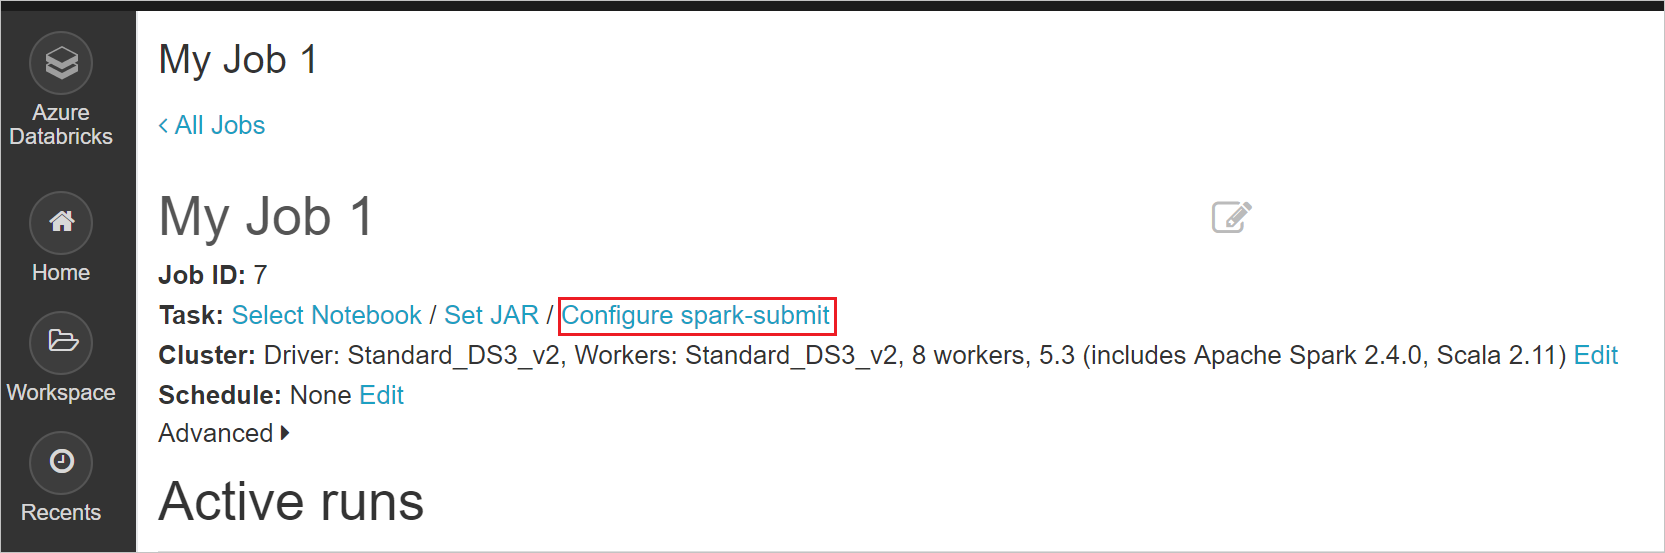 Azure
Databricks
Home
Workspace
Recents
My Job 1
All Jobs
My Job 1
Job ID: 7
Task: Select Notebook / Set JAR / Configure spark-submit
Cluster: Driver: Standard_DS3_v2, Workers: Standard_DS3_v2, 8 workers, 5.3 (includes Apache Spark 2.4.0, Scala 2.11) Edit
Schedule: None Edit
Advanced
Active runs